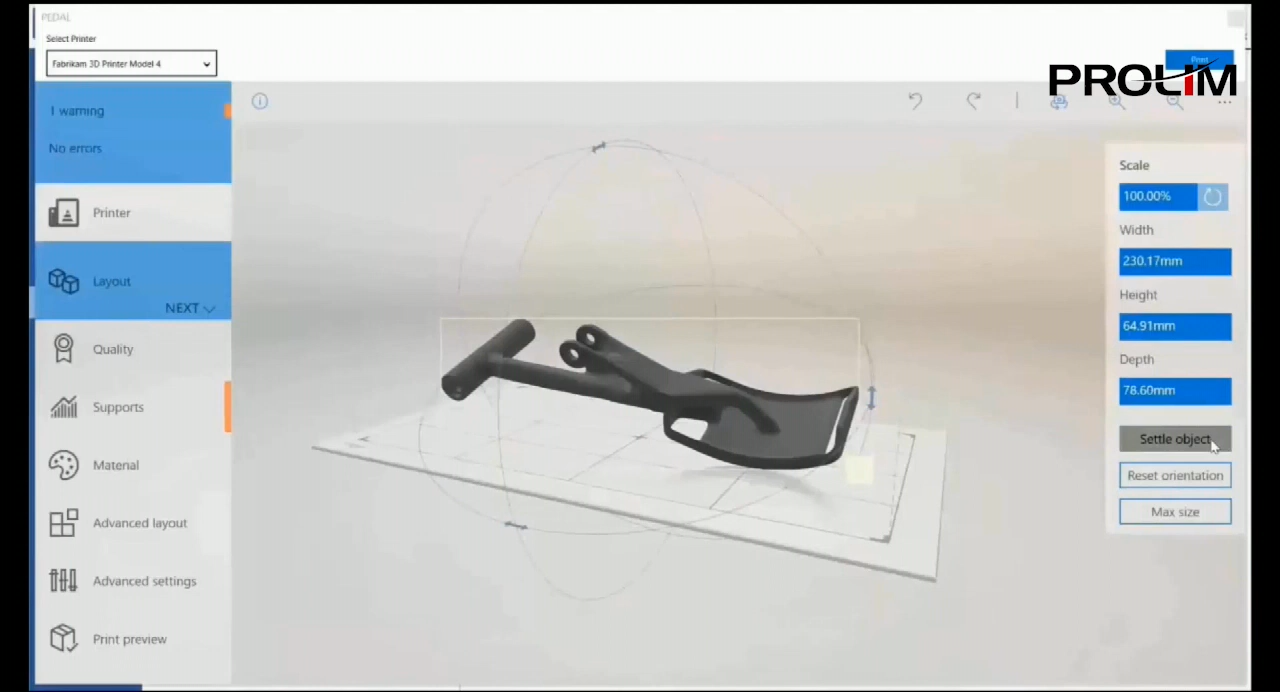 PEDAL
Select Printer
Fabrikam 3D Printer Model 4
Print
PROLIM
1 warning
No errors
Printer
Layout
NEXT
Quality
Supports
Material
Advanced layout
Advanced settings
Print preview
Scale
100.00%
Width
230.17mm
Height
64.91mm
Depth
78.60mm
Settle object
Reset orientation
Max size